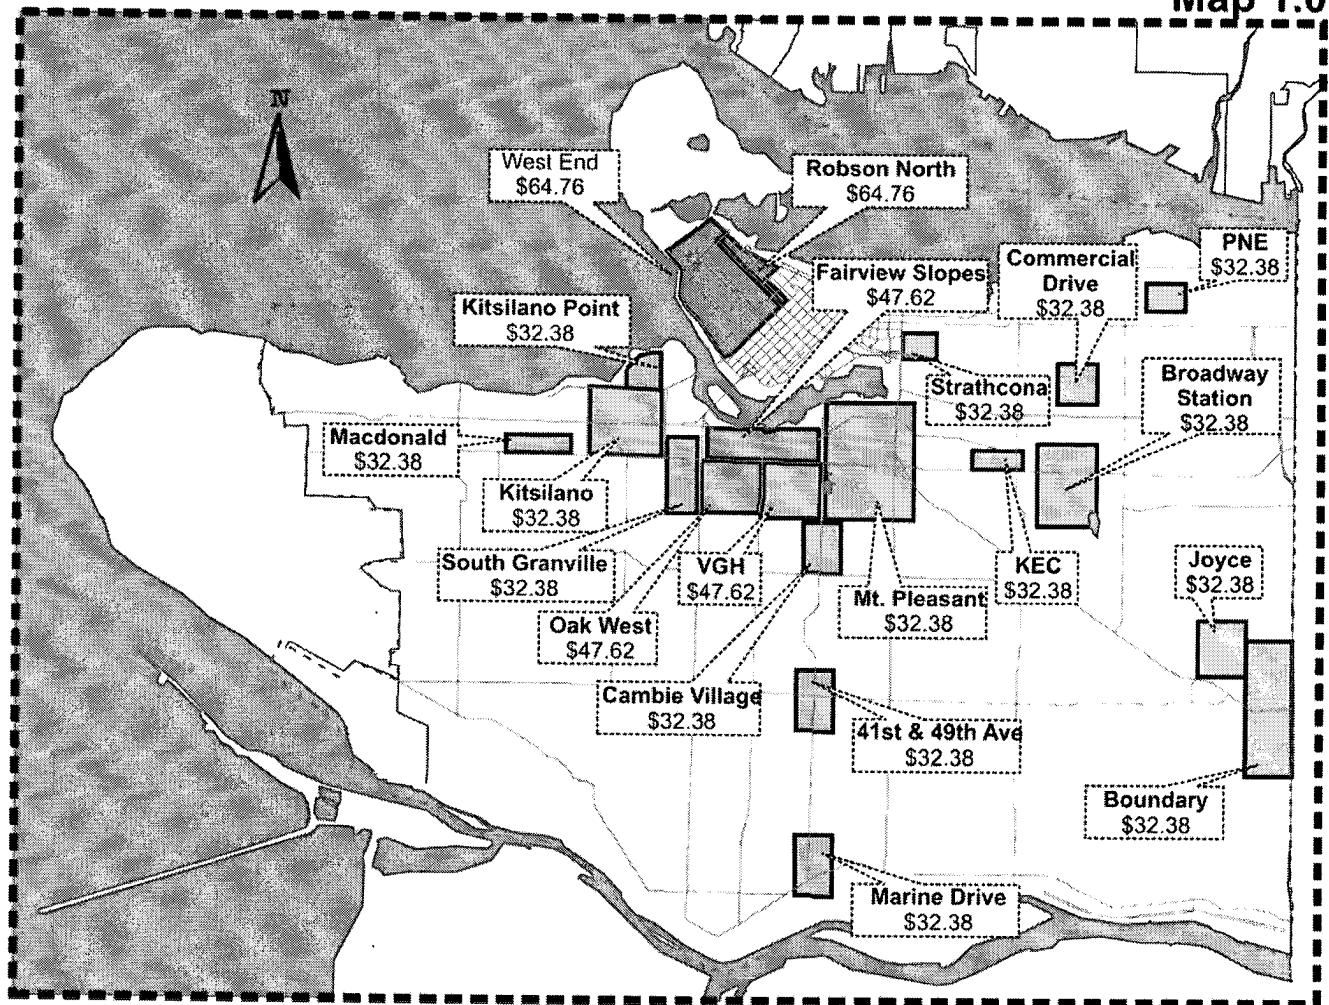 Map 1.0
N
West End
$64.76
Robson North
$64.76
PNE
$32.38
Commercial
Drive
$32.38
Fairview Slopes
$47.62
Kitsilano Point
$32.38
Broadway
Station
$32.38
Strathcona
$32.38
Macdonald
$32.38
Kitsilano
$32.38
South Granville
$32.38
VGH
$47.62
KEC
$32.38
Joyce
$32.38
Mt. Pleasant
$32.38
Oak West
$47.62
Cambie Village
$32.38
41st & 49th Ave
$32.38
Boundary
$32.38
Marine Drive
$32.38